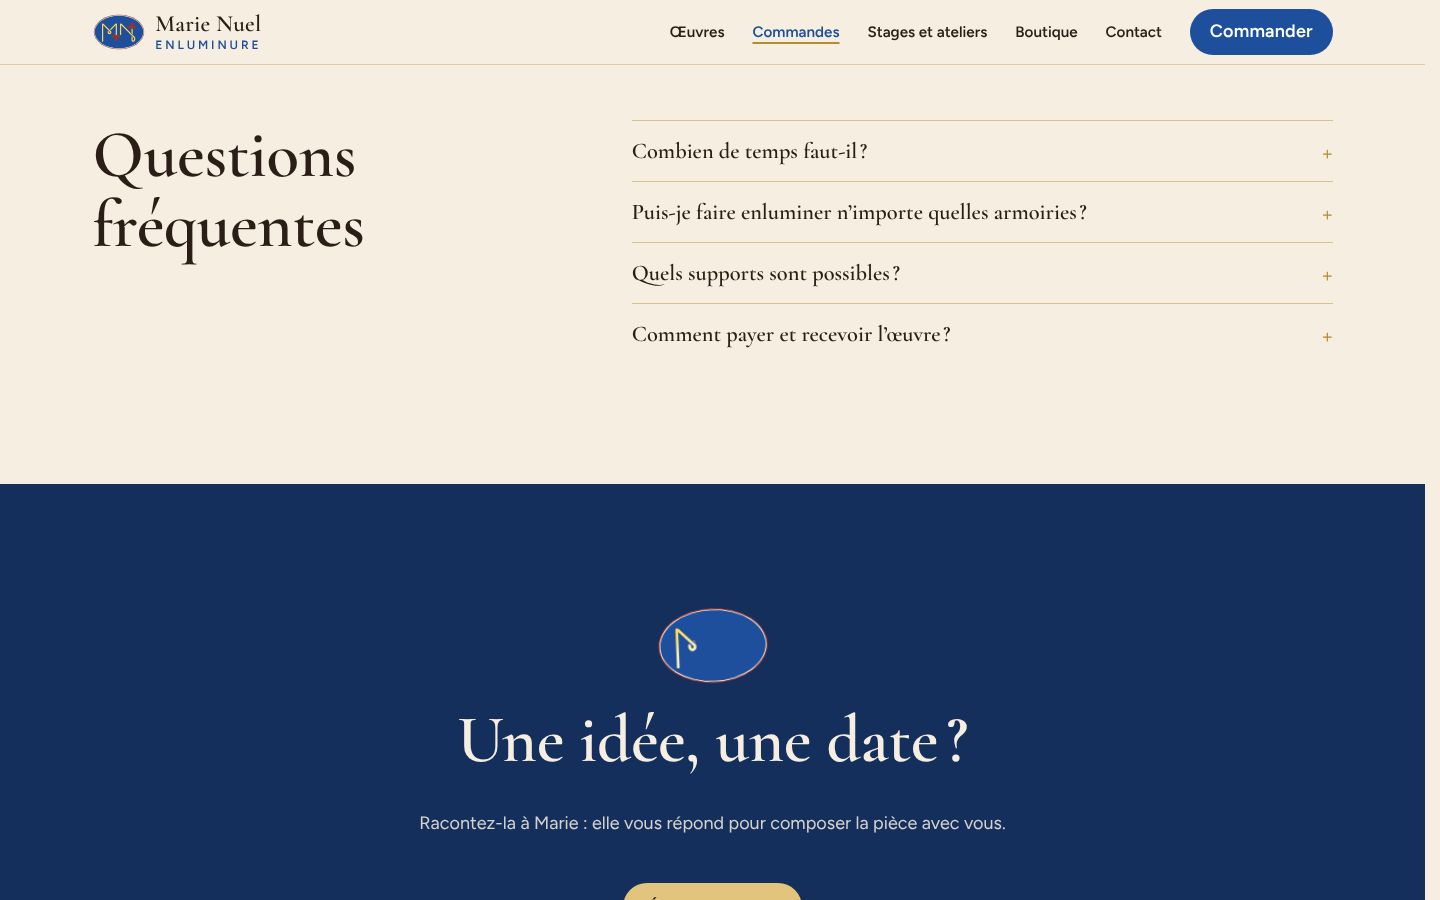 Marie Nuel
ENLUMINURE
Œuvres
Commandes
Stages et ateliers
Boutique
Contact
Commander
Questions
fréquentes
Combien de temps faut-il ?
+
Puis-je faire enluminer n’importe quelles armoiries ?
+
Quels supports sont possibles ?
+
Comment payer et recevoir l’œuvre ?
+
Une idée, une date ?
Racontez-la à Marie : elle vous répond pour composer la pièce avec vous.